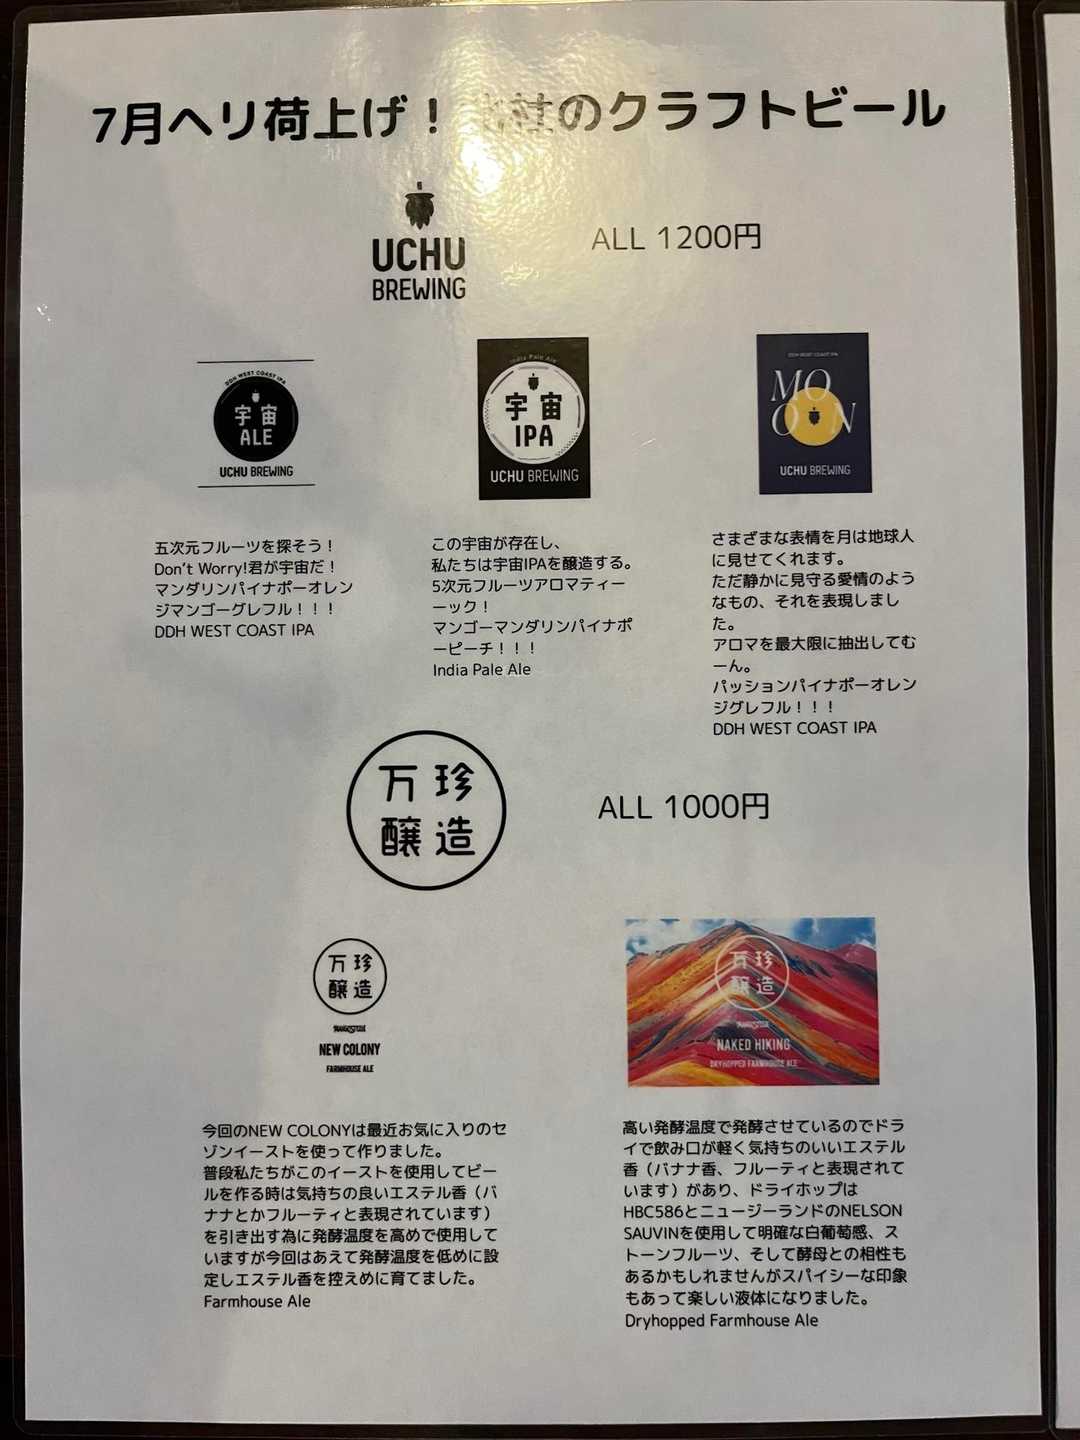 7月ヘリ荷上げ！ 社のクラフトビール
UCHU
BREWING
ALL 1200円
DDH WEST COAST IPA
宇宙
ALE
UCHU BREWING
India Pale Ale
宇宙
IPA
UCHU BREWING
DDH WEST COAST IPA
MO
ON
UCHU BREWING
五次元フルーツを探そう！
Don't Worry!君が宇宙だ！
マンダリンパイナポーオレン
ジマンゴーグレフル！！！
DDH WEST COAST IPA
この宇宙が存在し、
私たちは宇宙IPAを醸造する。
5次元フルーツアロマティー
ーック！
マンゴーマンダリンパイナポ
ーピーチ！！！
India Pale Ale
さまざまな表情を月は地球人
に見せてくれます。
ただ静かに見守る愛情のよう
なもの、それを表現しまし
た。
アロマを最大限に抽出してむ
ーん。
パッションパイナポーオレン
ジグレフル！！！
DDH WEST COAST IPA
万珍
醸造
ALL 1000円
万珍
醸造
NEW COLONY
FARMHOUSE ALE
万珍
醸造
NAKED HIKING
DRYHOPPED FARMHOUSE ALE
今回のNEW COLONYは最近お気に入りのセ
ゾンイーストを使って作りました。
普段私たちがこのイーストを使用してビー
ルを作る時は気持ちの良いエステル香（バ
ナナとかフルーティと表現されています）
を引き出す為に発酵温度を高めで使用して
いますが今回はあえて発酵温度を低めに設
定しエステル香を控えめに育てました。
Farmhouse Ale
高い発酵温度で発酵させているのでドラ
イで飲み口が軽く気持ちのいいエステル
香（バナナ香、フルーティと表現されて
います）があり、ドライホップは
HBC586とニュージーランドのNELSON
SAUVINを使用して明確な白葡萄感、ス
トーンフルーツ、そして酵母との相性も
あるかもしれませんがスパイシーな印象
もあって楽しい液体になりました。
Dryhopped Farmhouse Ale